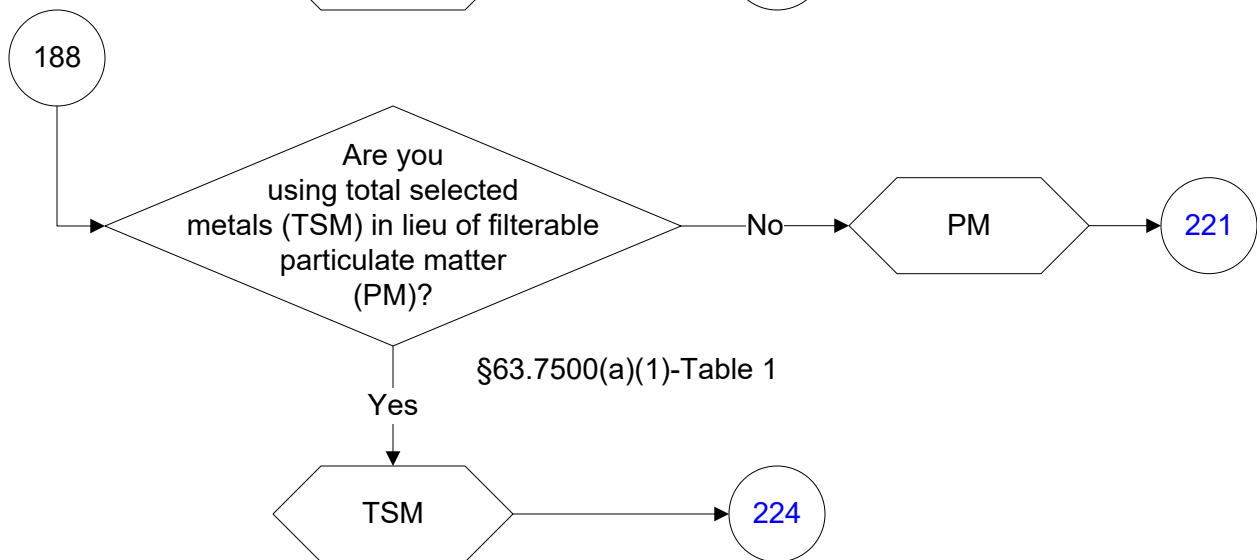 188
Are you
using total selected
metals (TSM) in lieu of filterable
particulate matter
(PM)?
No
PM
221
§63.7500(a)(1)-Table 1
Yes
TSM
224